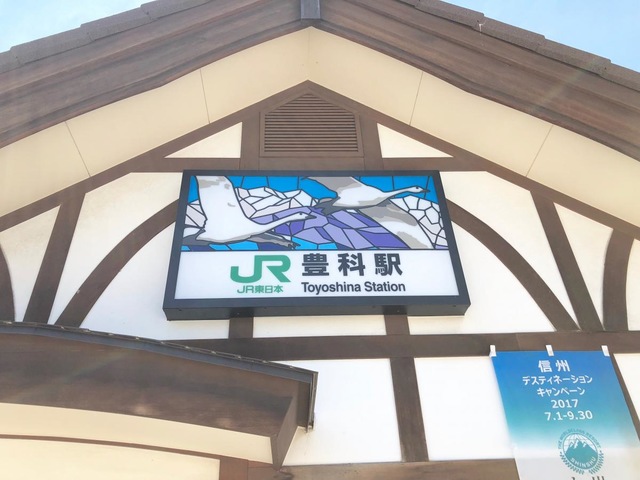 JR
JR東日本
豊科駅
Toyoshina Station
信州
デスティネーション
キャンペーン
2017
7.1-9.30
SHINSHU